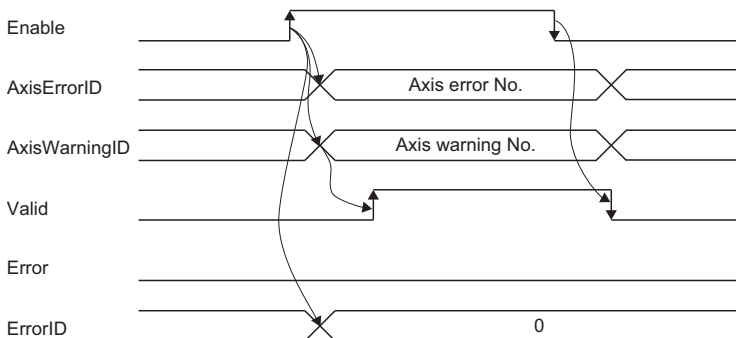 Enable
AxisErrorID
Axis error No.
AxisWarningID
Axis warning No.
Valid
Error
ErrorID
0